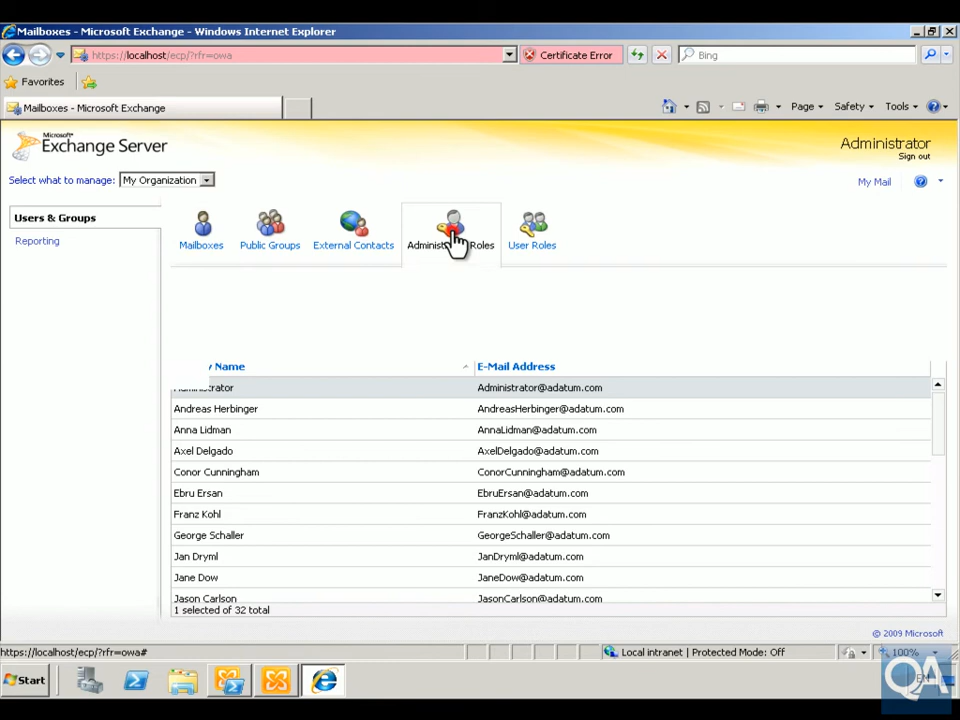 Mailboxes - Microsoft Exchange - Windows Internet Explorer
https://localhost/ecp/?rfr=owa
Certificate Error
Bing
Favorites
Mailboxes - Microsoft Exchange
Page
Safety
Tools
Microsoft
Exchange Server
Administrator
Sign out
Select what to manage: My Organization
My Mail
Users & Groups
Reporting
Mailboxes
Public Groups
External Contacts
Roles
User Roles
Name
E-Mail Address
Administrator@adatum.com
Andreas Herbinger AndreasHerbinger@adatum.com
Anna Lidman AnnaLidman@adatum.com
Axel Delgado AxelDelgado@adatum.com
Conor Cunningham ConorCunningham@adatum.com
Ebru Ersan EbruErsan@adatum.com
Franz Kohl FranzKohl@adatum.com
George Schaller GeorgeSchaller@adatum.com
Jan Dryml JanDryml@adatum.com
Jane Dow JaneDow@adatum.com
Jason Carlson JasonCarlson@adatum.com
1 selected of 32 total
© 2009 Microsoft
https://localhost/ecp/?rfr=owa#
Local intranet | Protected Mode: Off
100%
Start
EN
QA